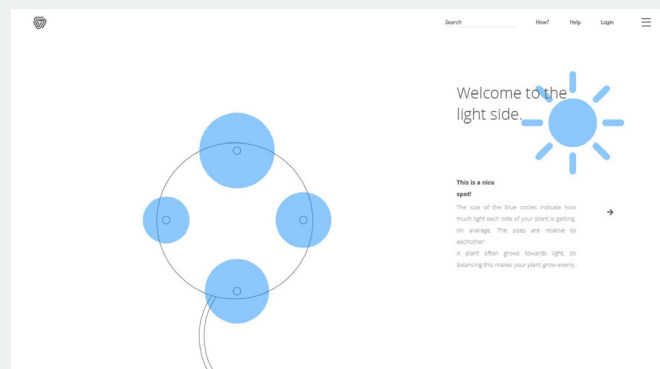 Search
How?
Help
Login
Welcome to the
light side.
This is a nice
spot!
The size of the blue circles indicate how
much light each side of your plant is getting
on evarage. The sizes are relative to
eachother.
A plant often grows towards light, so
balancing this makes your plant grow evenly...